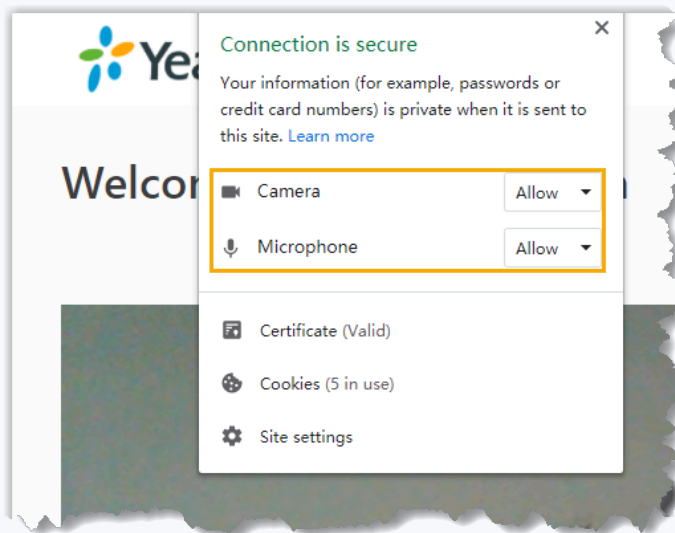 Yea
Connection is secure
Your information (for example, passwords or
credit card numbers) is private when it is sent to
this site. Learn more
Welcor
Camera
Allow
Microphone
Allow
Certificate (Valid)
Cookies (5 in use)
Site settings